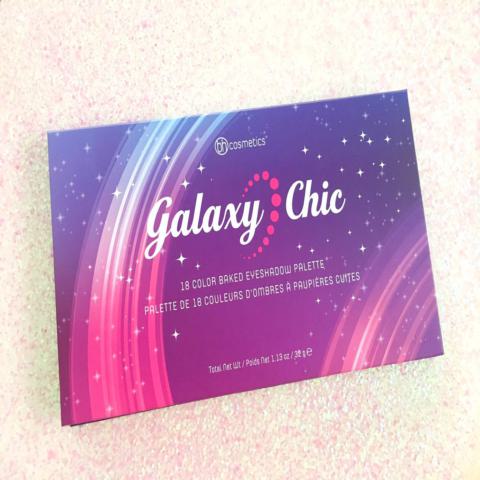 bh cosmetics™
Galaxy Chic
18 COLOR BAKED EYESHADOW PALETTE
PALETTE DE 18 COULEURS D'OMBRES À PAUPIÈRES CUITES
Total Net Wt / Poids Net 1.13 oz / 32 g ℮